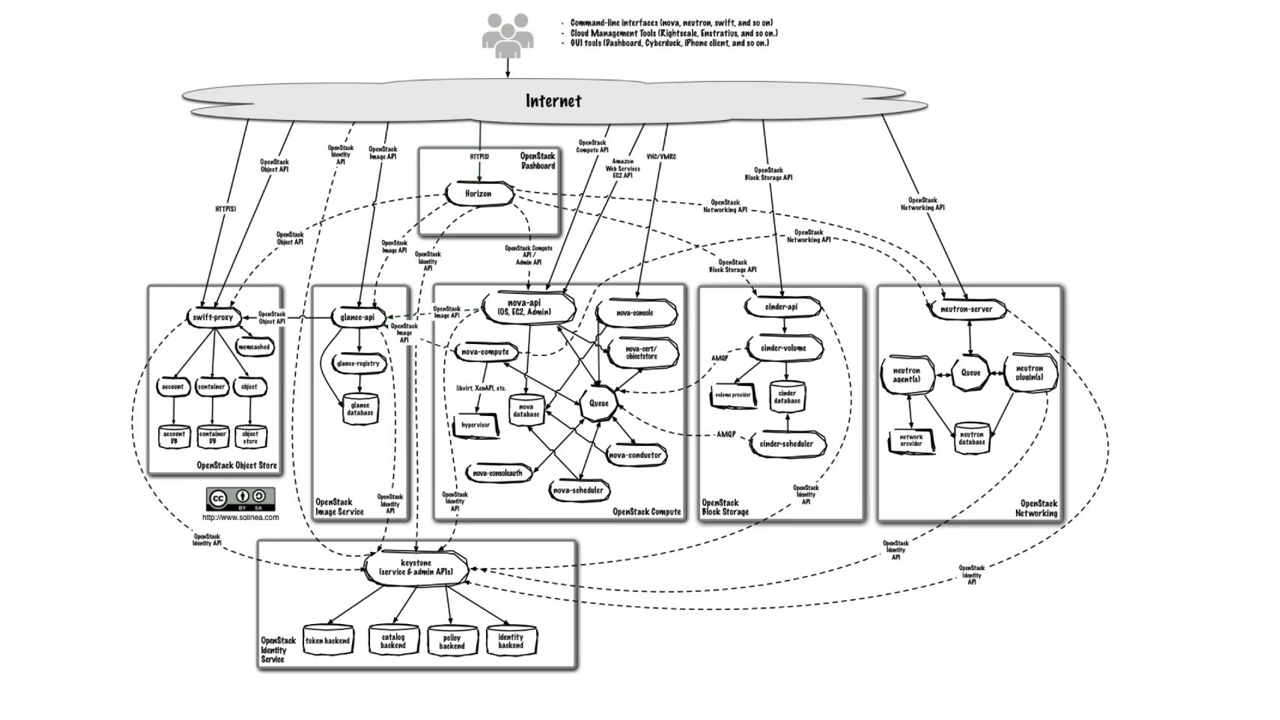 - Command-line interfaces (nova, neutron, swift, and so on)
- Cloud Management Tools (Rightscale, Enstratius, and so on.)
- GUI tools (Dashboard, Cyberduck, iPhone client, and so on.)
Internet
HTTP(S)
OpenStack
Object API
OpenStack
Identity
API
OpenStack
Image API
HTTP(S)
OpenStack
Dashboard
Horizon
OpenStack
Compute API
Amazon
Web Services
EC2 API
VNC/VMRC
OpenStack
Block Storage API
OpenStack
Networking API
OpenStack
Networking API
OpenStack
Networking API
OpenStack
Object API
OpenStack
Image API
OpenStack
Identity
API
OpenStack Compute
API /
Admin API
OpenStack
Block Storage API
swift-proxy
memcached
account
container
object
account
DB
container
DB
object
store
OpenStack Object Store
OpenStack
Object API
glance-api
glance-registry
glance
database
OpenStack
Identity
API
OpenStack
Image Service
OpenStack
Image API
OpenStack
Image API
nova-api
(OS, EC2, Admin)
nova-console
nova-compute
nova-cert/
objectstore
libvirt, XenAPI, etc.
hypervisor
nova
database
Queue
nova-conductor
nova-consoleauth
nova-scheduler
OpenStack
Identity
API
OpenStack Compute
cinder-api
cinder-volume
AMQP
volume provider
cinder
database
AMQP
cinder-scheduler
OpenStack
Identity
API
OpenStack
Block Storage
neutron-server
neutron
agent(s)
Queue
neutron
plugin(s)
network
provider
neutron
database
OpenStack
Networking
cc
BY SA
http://www.solinea.com
OpenStack
Identity API
OpenStack
Identity
API
OpenStack
Identity
API
keystone
(service & admin APIs)
token backend
catalog
backend
policy
backend
identity
backend
OpenStack
Identity
Service